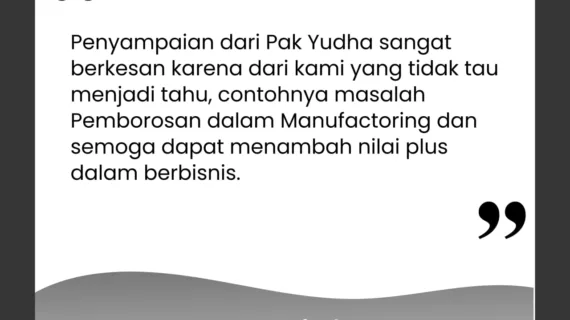 Penyampaian dari Pak Yudha sangat
berkesan karena dari kami yang tidak tau
menjadi tahu, contohnya masalah
Pemborosan dalam Manufactoring dan
semoga dapat menambah nilai plus
dalam berbisnis.
”